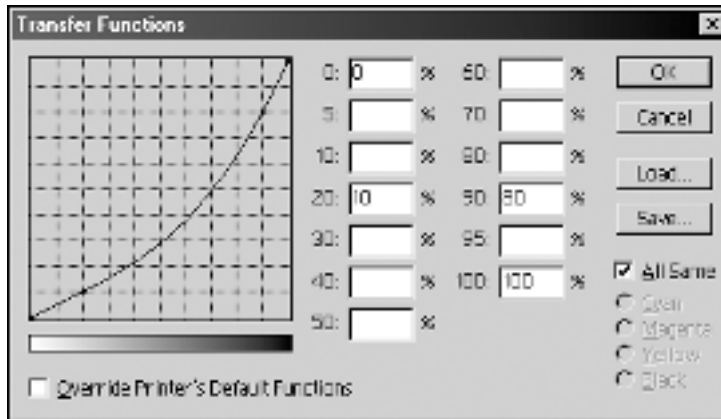 Transfer Functions
0: 0 % 60: %
5: % 70: %
10: % 80: %
20: 10 % 90: 80 %
30: % 95: %
40: % 100: 100 %
50: %
OK
Cancel
Load...
Save...
All Same
Cyan
Magenta
Yellow
Black
Override Printer's Default Functions